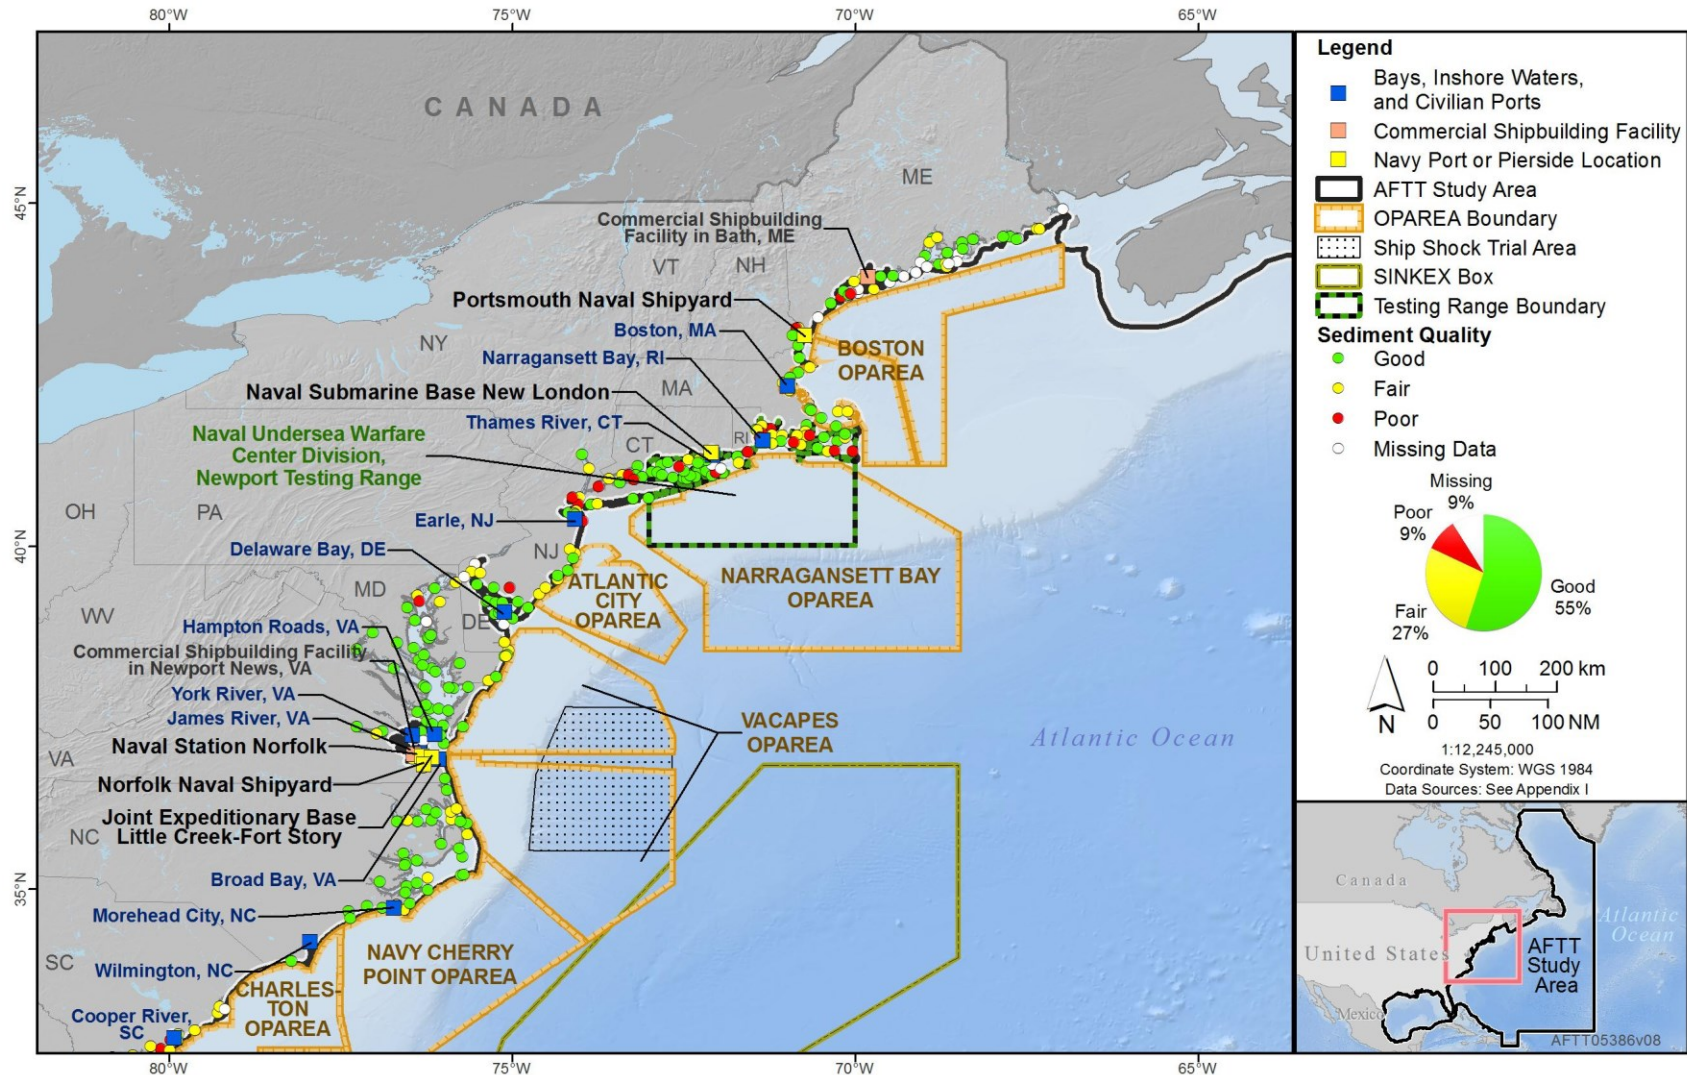 80°W
75°W
70°W
65°W
45°N
40°N
35°N
CANADA
ME
Commercial Shipbuilding
Facility in Bath, ME
VT
NH
Portsmouth Naval Shipyard
Boston, MA
NY
Narragansett Bay, RI
BOSTON
OPAREA
Naval Submarine Base New London
MA
Thames River, CT
Naval Undersea Warfare
Center Division,
Newport Testing Range
CT
RI
OH
PA
Earle, NJ
Delaware Bay, DE
NJ
MD
ATLANTIC
CITY
OPAREA
NARRAGANSETT BAY
OPAREA
WV
DE
Hampton Roads, VA
Commercial Shipbuilding Facility
in Newport News, VA
York River, VA
James River, VA
VACAPES
OPAREA
Atlantic Ocean
Naval Station Norfolk
VA
Norfolk Naval Shipyard
Joint Expeditionary Base
Little Creek-Fort Story
NC
Broad Bay, VA
Morehead City, NC
NAVY CHERRY
POINT OPAREA
SC
Wilmington, NC
CHARLES-
TON
OPAREA
Cooper River,
SC
80°W
75°W
70°W
65°W
Legend
Bays, Inshore Waters,
and Civilian Ports
Commercial Shipbuilding Facility
Navy Port or Pierside Location
AFTT Study Area
OPAREA Boundary
Ship Shock Trial Area
SINKEX Box
Testing Range Boundary
Sediment Quality
Good
Fair
Poor
Missing Data
Missing
9%
Poor
9%
Good
55%
Fair
27%
N
0 100 200 km
0 50 100 NM
1:12,245,000
Coordinate System: WGS 1984
Data Sources: See Appendix I
Canada
United States
Atlantic
Ocean
AFTT
Study
Area
Mexico
AFTT05386v08